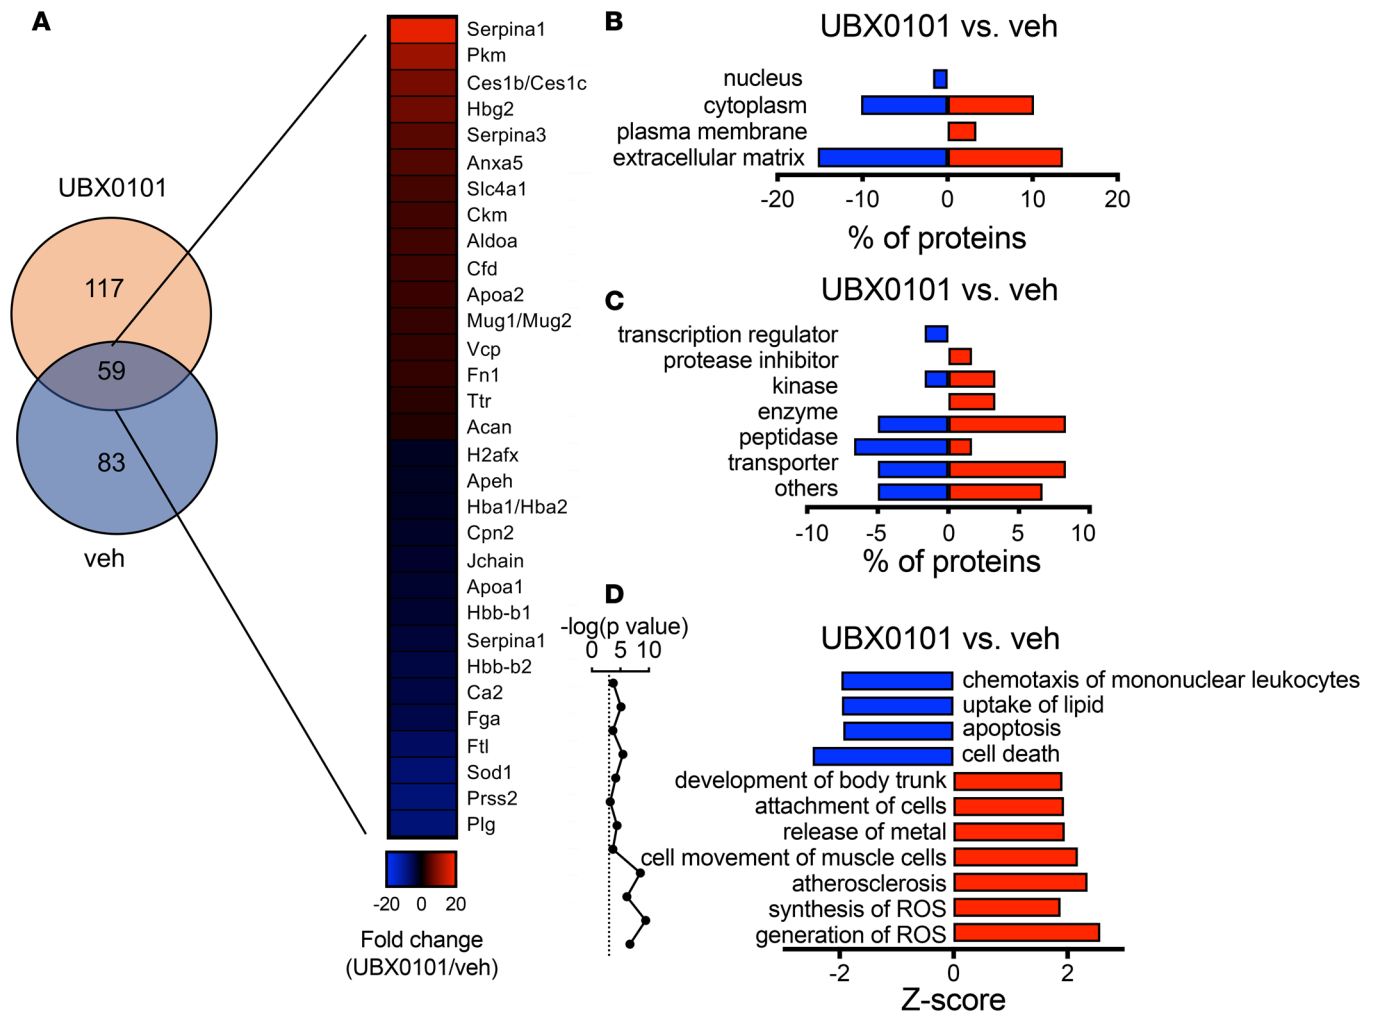 A
UBX0101
117
59
83
veh
Serpina1
Pkm
Ces1b/Ces1c
Hbg2
Serpina3
Anxa5
Slc4a1
Ckm
Aldoa
Cfd
Apoa2
Mug1/Mug2
Vcp
Fn1
Ttr
Acan
H2afx
Apeh
Hba1/Hba2
Cpn2
Jchain
Apoa1
Hbb-b1
Serpina1
Hbb-b2
Ca2
Fga
Ftl
Sod1
Prss2
Plg
-20 0 20
Fold change
(UBX0101/veh)
B
UBX0101 vs. veh
nucleus
cytoplasm
plasma membrane
extracellular matrix
-20 -10 0 10 20
% of proteins
C
UBX0101 vs. veh
transcription regulator
protease inhibitor
kinase
enzyme
peptidase
transporter
others
-10 -5 0 5 10
% of proteins
D
-log(p value)
0 5 10
UBX0101 vs. veh
chemotaxis of mononuclear leukocytes
uptake of lipid
apoptosis
cell death
development of body trunk
attachment of cells
release of metal
cell movement of muscle cells
atherosclerosis
synthesis of ROS
generation of ROS
-2 0 2
Z-score